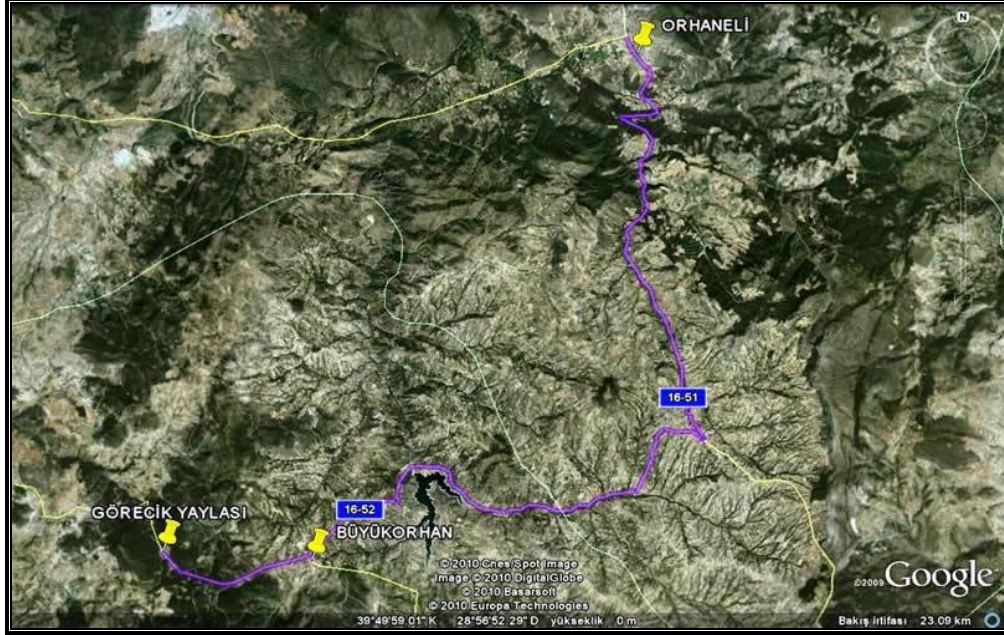 ORHANELİ
N
16-51
GÖRECİK YAYLASI
16-52
BÜYÜKORHAN
© 2010 Cnes/Spot Image
Image © 2010 DigitalGlobe
© 2010 Basarsoft
© 2010 Europa Technologies
©2009 Google™
39°49'59.01" K 28°56'52.29" D yükseklik 0 m
Bakış irtifası 23.09 km